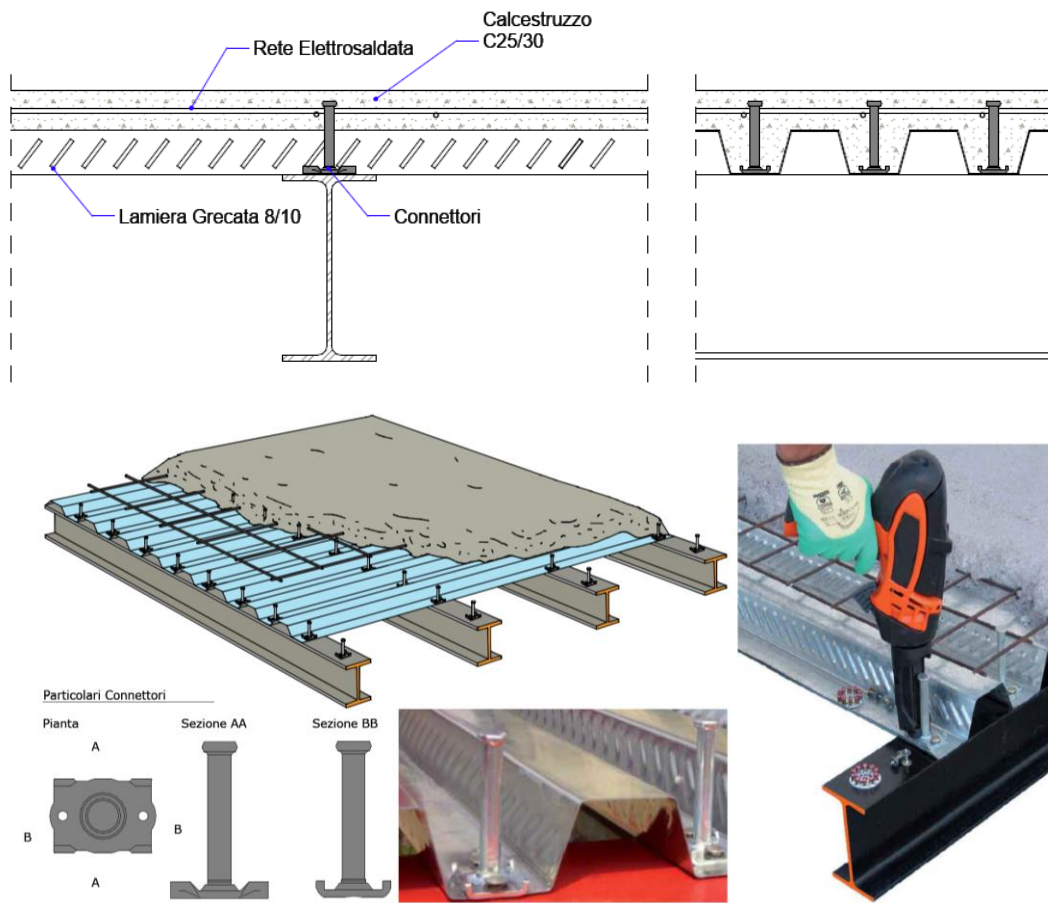 Calcestruzzo
C25/30
Rete Elettrosaldata
Lamiera Grecata 8/10
Connettori
Particolari Connettori
Pianta
Sezione AA
Sezione BB
A
B
B
A